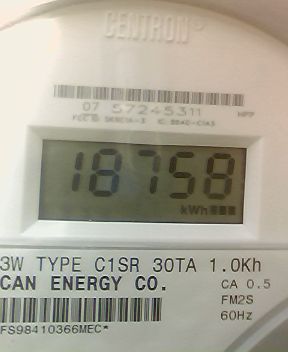 CENTRON®
07 57245311
18758
kWh
3W TYPE C1SR 30TA 1.0Kh
CAN ENERGY CO.
CA 0.5
FM2S
60Hz
FS98410366MEC*